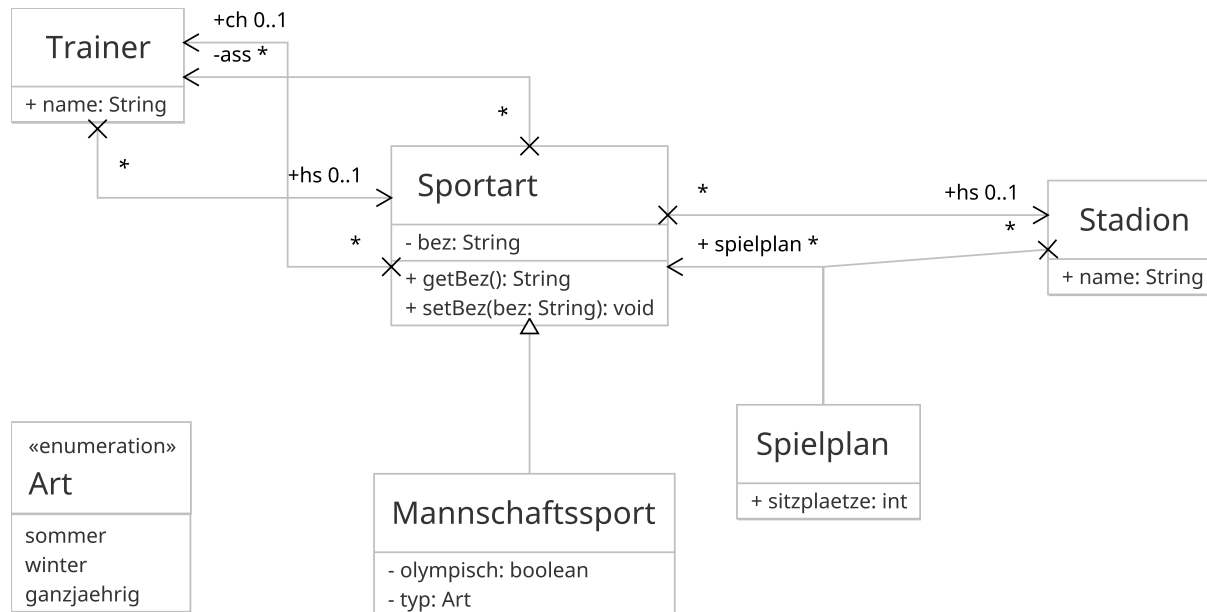 +ch 0..1
Trainer
-ass *
+ name: String
*
*
+hs 0..1
Sportart
*
+hs 0..1
Stadion
*
*
- bez: String
+ spielplan *
+ getBez(): String
+ setBez(bez: String): void
+ name: String
Spielplan
+ sitzplaetze: int
«enumeration»
Art
sommer
winter
ganzjaehrig
Mannschaftssport
- olympisch: boolean
- typ: Art